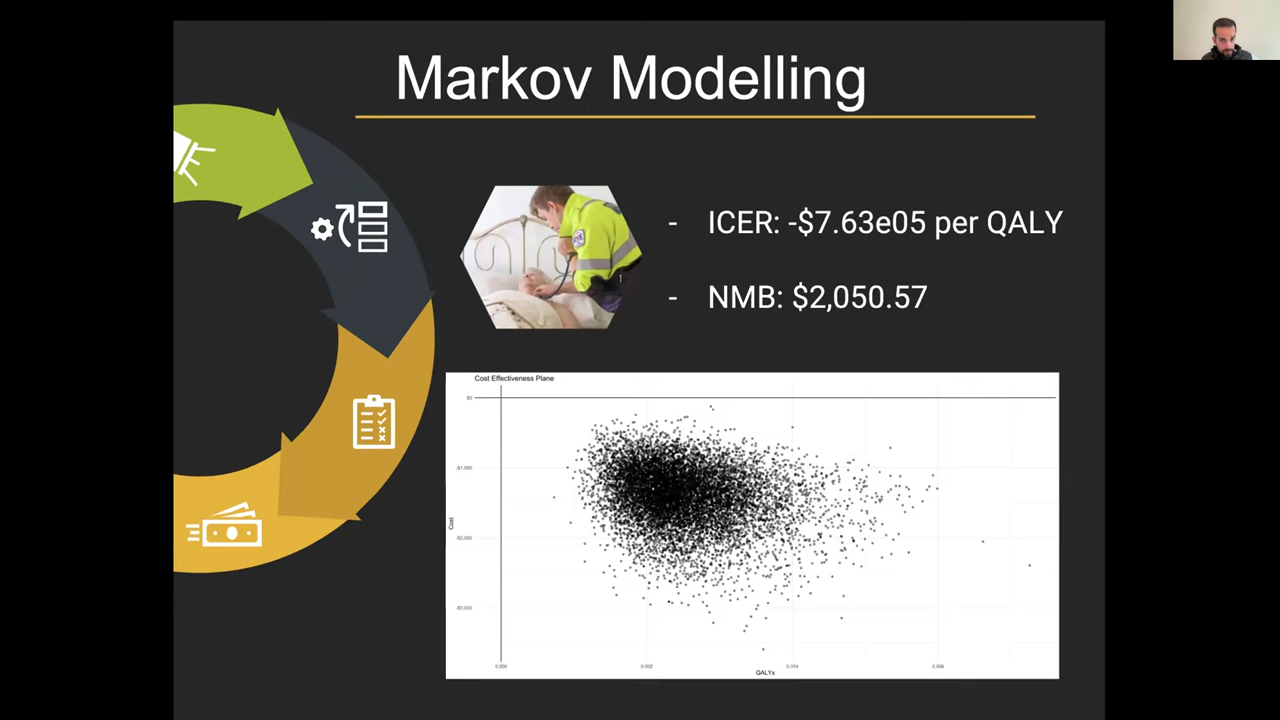 Markov Modelling
- ICER: -$7.63e05 per QALY
- NMB: $2,050.57
Cost Effectiveness Plane
$0
-$1,000
-$2,000
-$3,000
Cost
0.000
0.002
0.004
0.006
QALYs